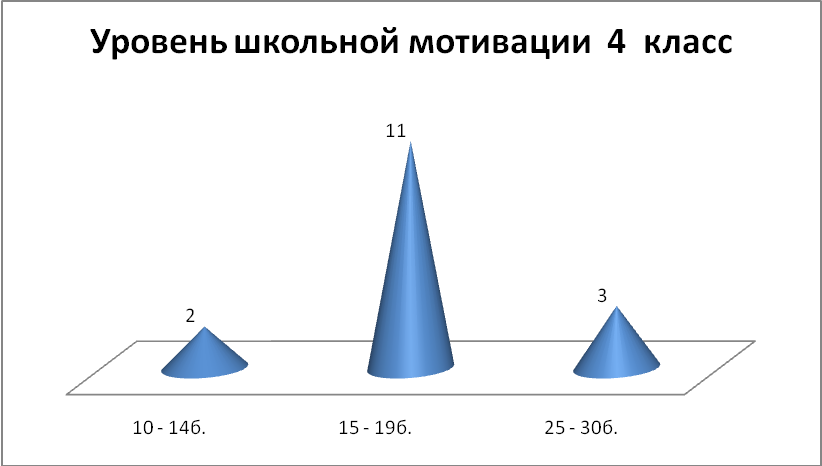 Уровень школьной мотивации 4 класс
11
2
3
10 - 14б.
15 - 19б.
25 - 30б.